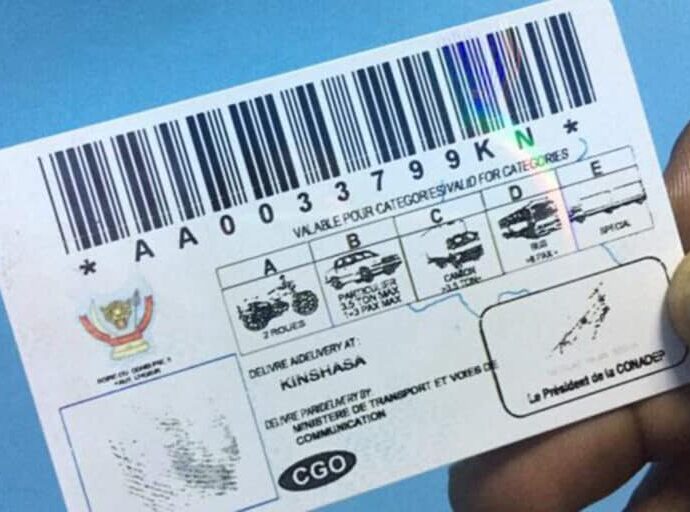 * AA0033799KN *
VALABLE POUR CATEGORIES/VALID FOR CATEGORIES
A
2 ROUES
B
PARTICULIER
3.5 TON MAX
1-3 PAX MAX
C
CAMION
>3.5 TON
D
BUS
E
SPECIAL
DELIVRE A/DELIVERY AT:
KINSHASA
DELIVRE PAR/DELIVERY BY:
MINISTERE DE TRANSPORT ET VOIES DE
COMMUNICATION
CGO
Le Président de la CONADEP